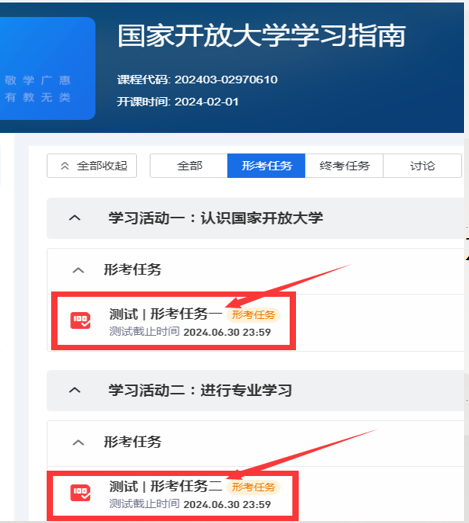 国家开放大学学习指南
敬学广惠
有教无类
课程代码: 202403-02970610
开课时间: 2024-02-01
全部收起 全部 形考任务 终考任务 讨论
学习活动一：认识国家开放大学
形考任务
100
测试 | 形考任务一 形考任务
测试截止时间 2024.06.30 23:59
学习活动二：进行专业学习
形考任务
100
测试 | 形考任务二 形考任务
测试截止时间 2024.06.30 23:59